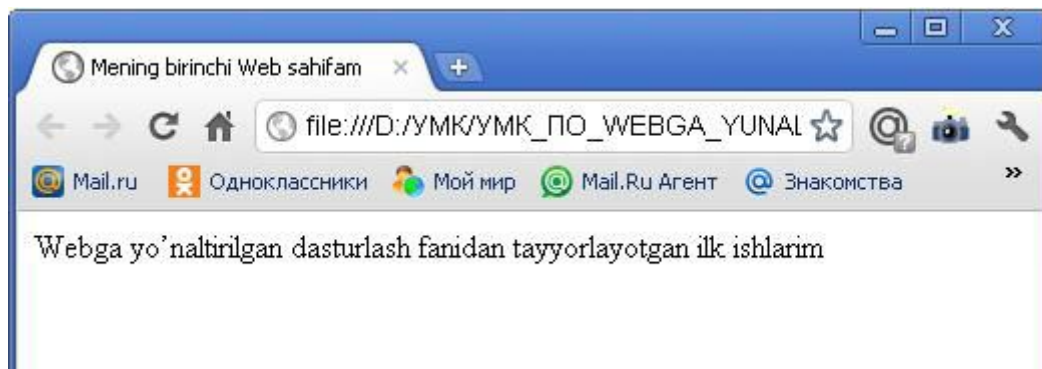 Mening birinchi Web sahifam
file:///D:/УМК/УМК_ПО_WEBGA_YUNAL
Mail.ru Одноклассники Мой мир Mail.Ru Агент Знакомства »
Webga yo’naltirilgan dasturlash fanidan tayyorlayotgan ilk ishlarim